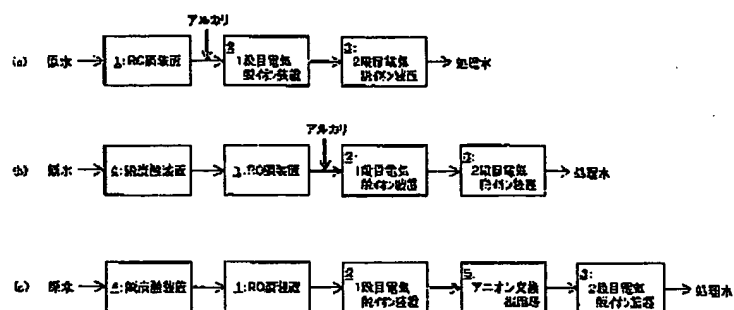 アルカリ
(a) 原水 1:RO膜装置 2: 3: 処理水
1段目電気 2段目電気
脱イオン装置 脱イオン装置
アルカリ
(b) 原水 4:脱炭酸装置 1:RO膜装置 2: 3: 処理水
1段目電気 2段目電気
脱イオン装置 脱イオン装置
(c) 原水 4:脱炭酸装置 1:RO膜装置 2 5: 3: 処理水
1段目電気 アニオン交換 2段目電気
脱イオン装置 樹脂塔 脱イオン装置